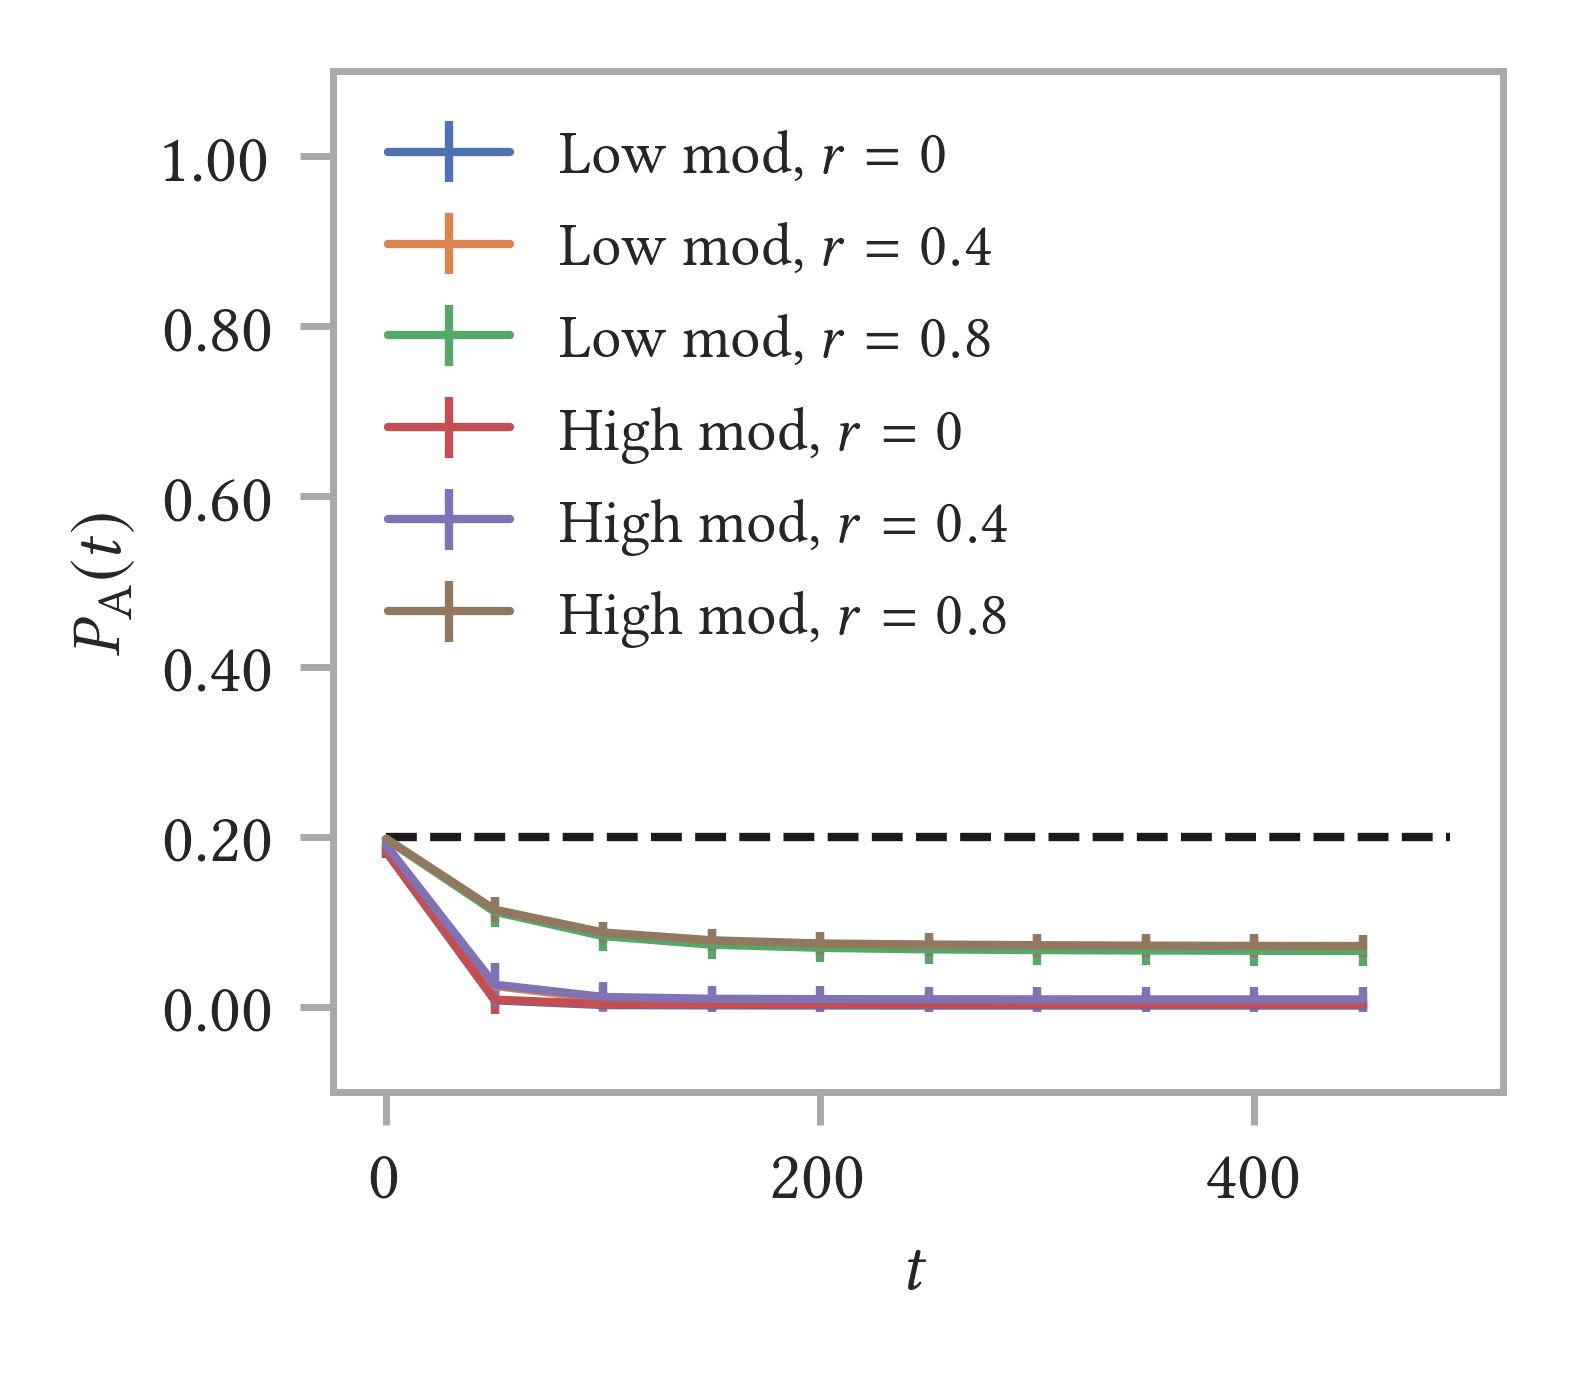 1.00
0.80
0.60
0.40
0.20
0.00
P_A(t)
Low mod, r = 0
Low mod, r = 0.4
Low mod, r = 0.8
High mod, r = 0
High mod, r = 0.4
High mod, r = 0.8
0 200 400
t